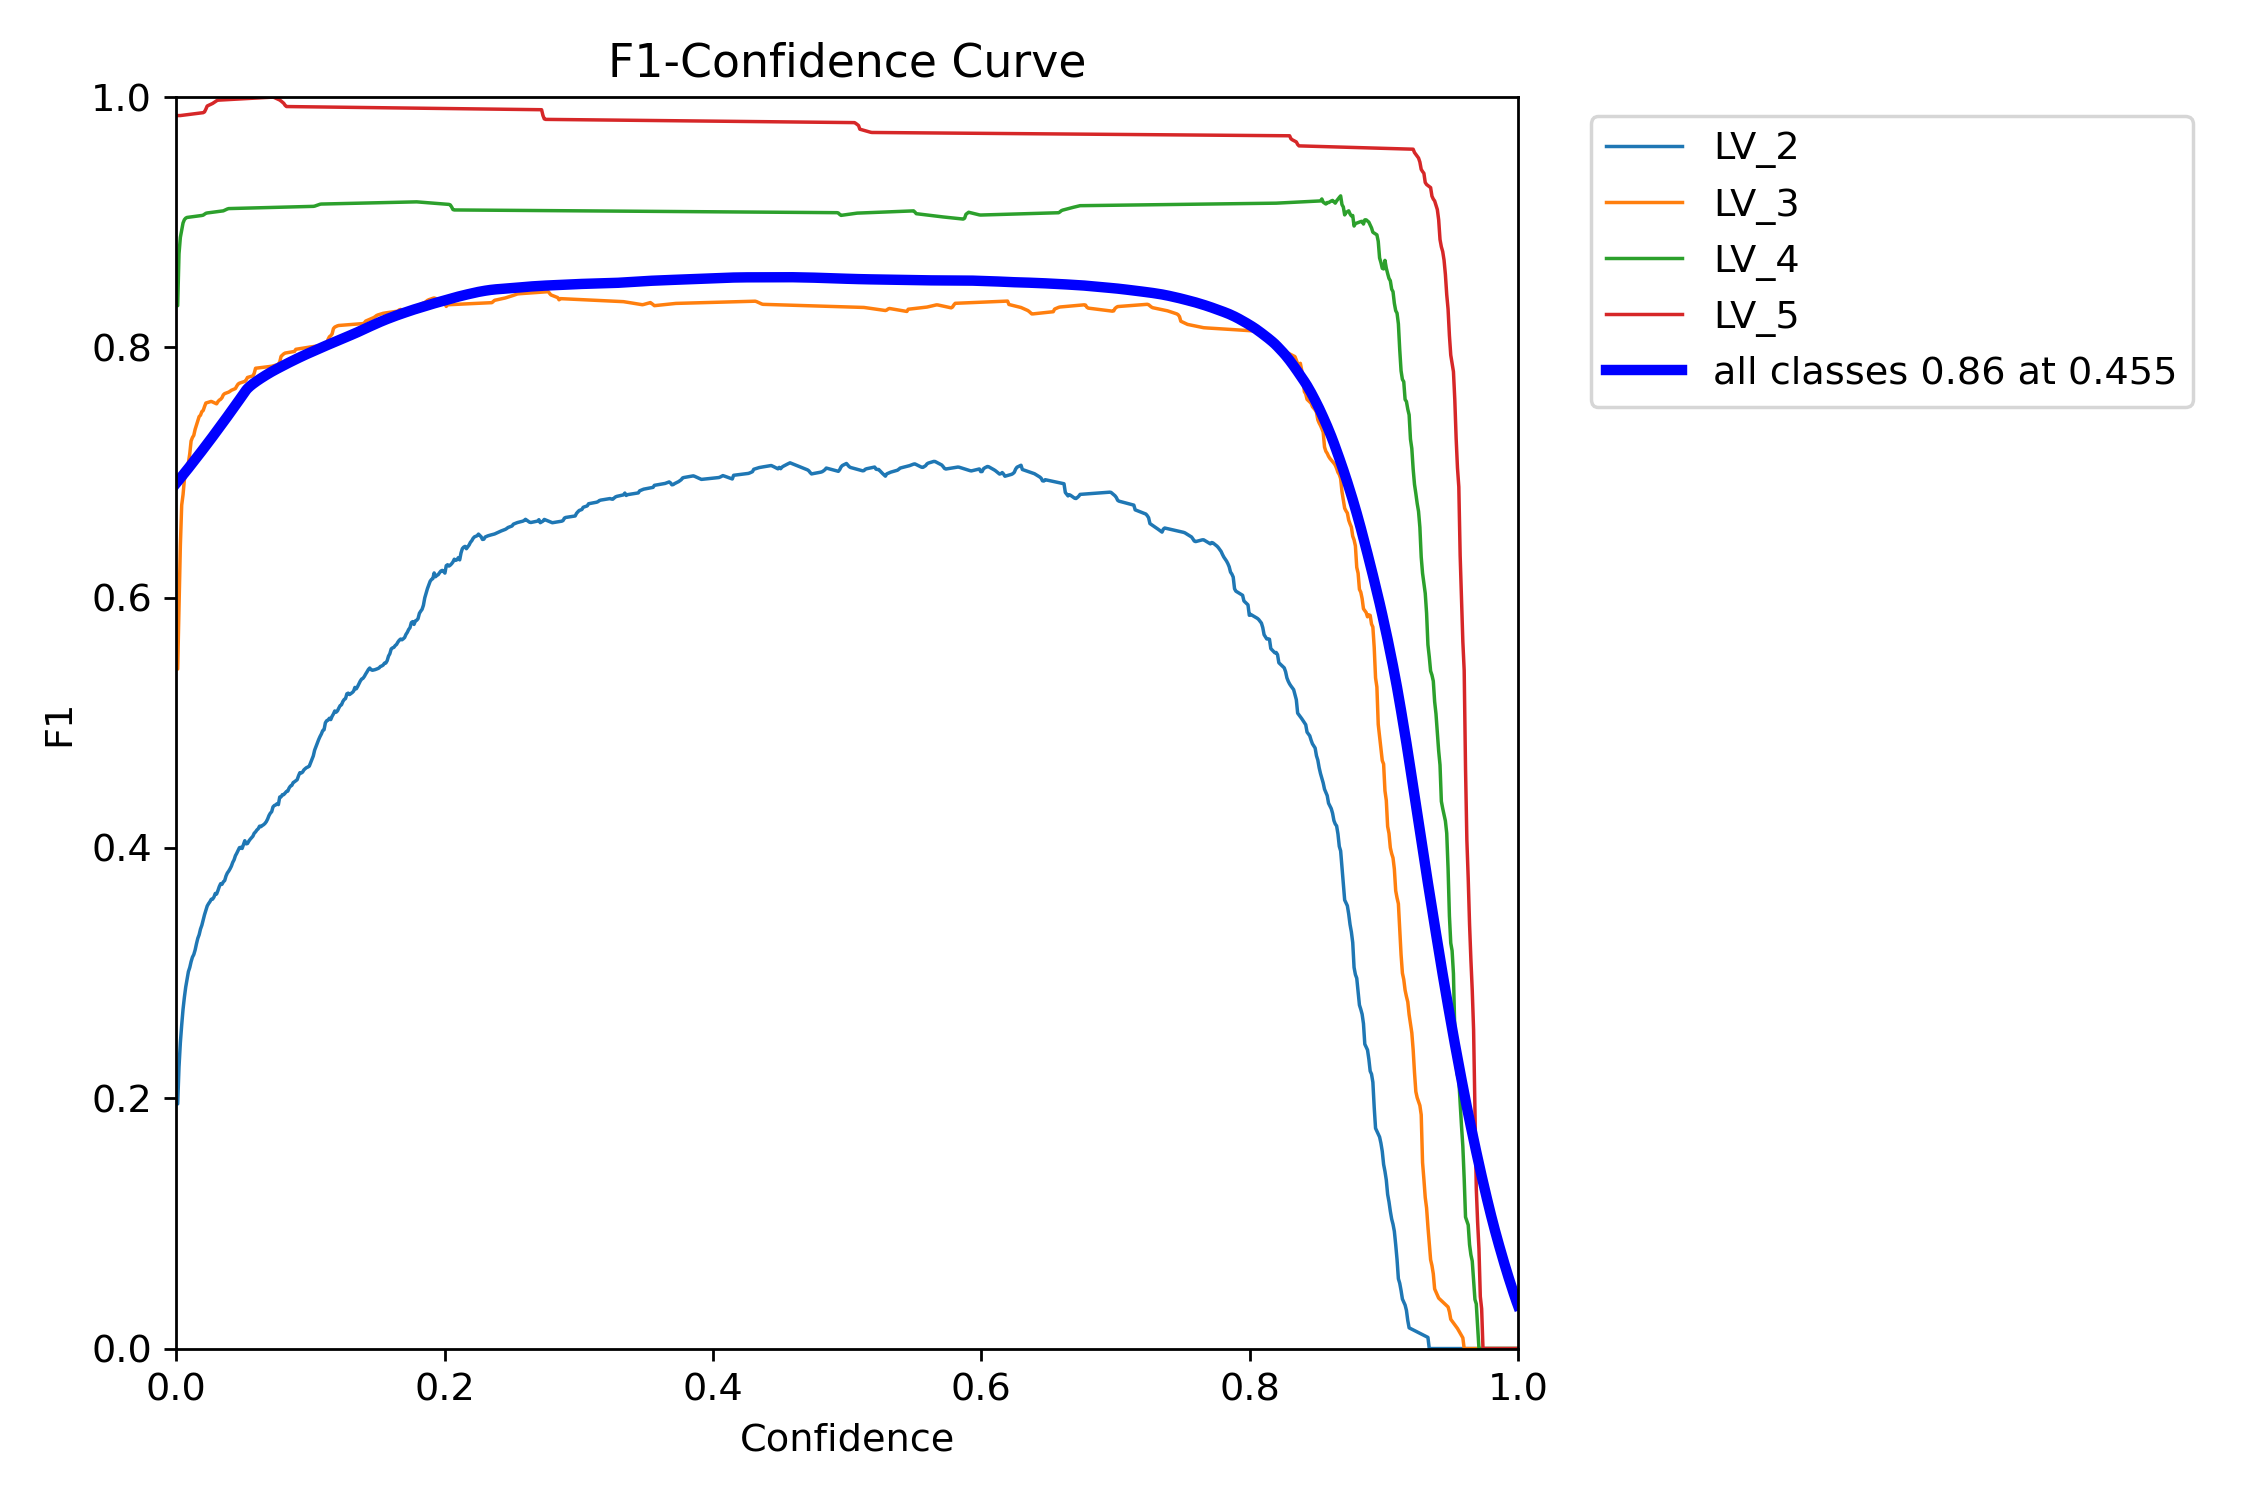 F1-Confidence Curve
1.0
0.8
0.6
0.4
0.2
0.0
F1
0.0 0.2 0.4 0.6 0.8 1.0
Confidence
LV_2
LV_3
LV_4
LV_5
all classes 0.86 at 0.455